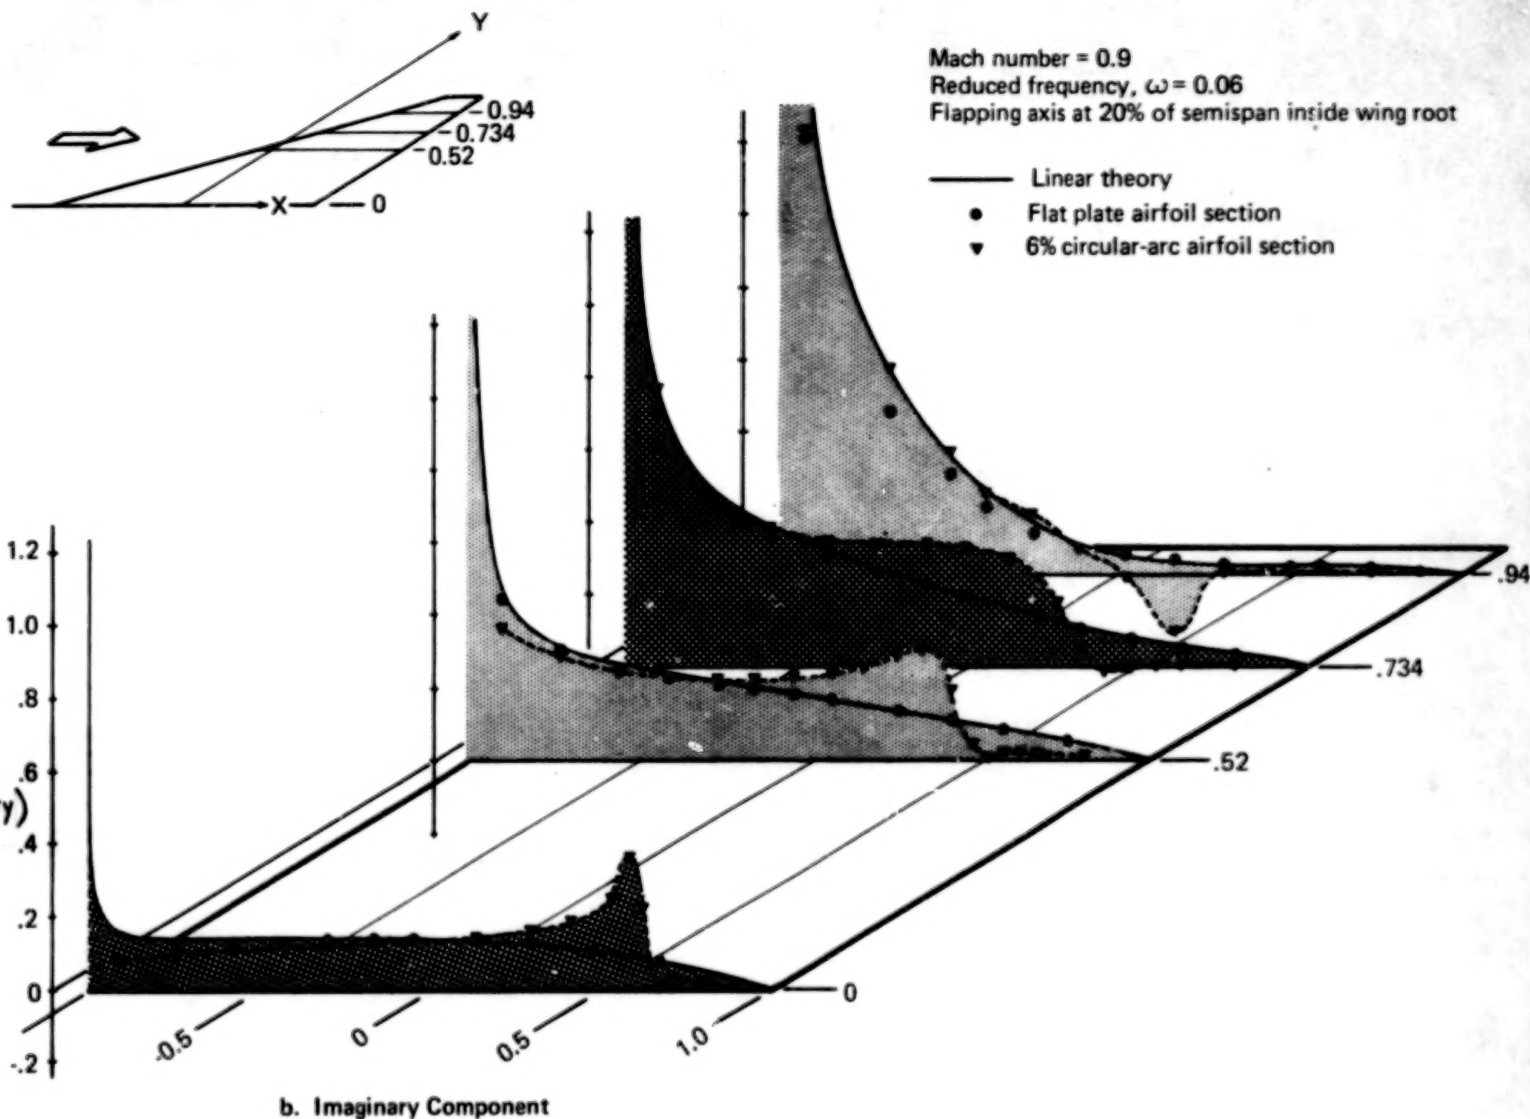 Y
0.94
0.734
0.52
X
0
Mach number = 0.9
Reduced frequency, ω = 0.06
Flapping axis at 20% of semispan inside wing root
Linear theory
Flat plate airfoil section
6% circular-arc airfoil section
1.2
1.0
.8
.6
y)
.4
.2
0
-.2
-0.5
0
0.5
1.0
.94
.734
.52
0
b. Imaginary Component